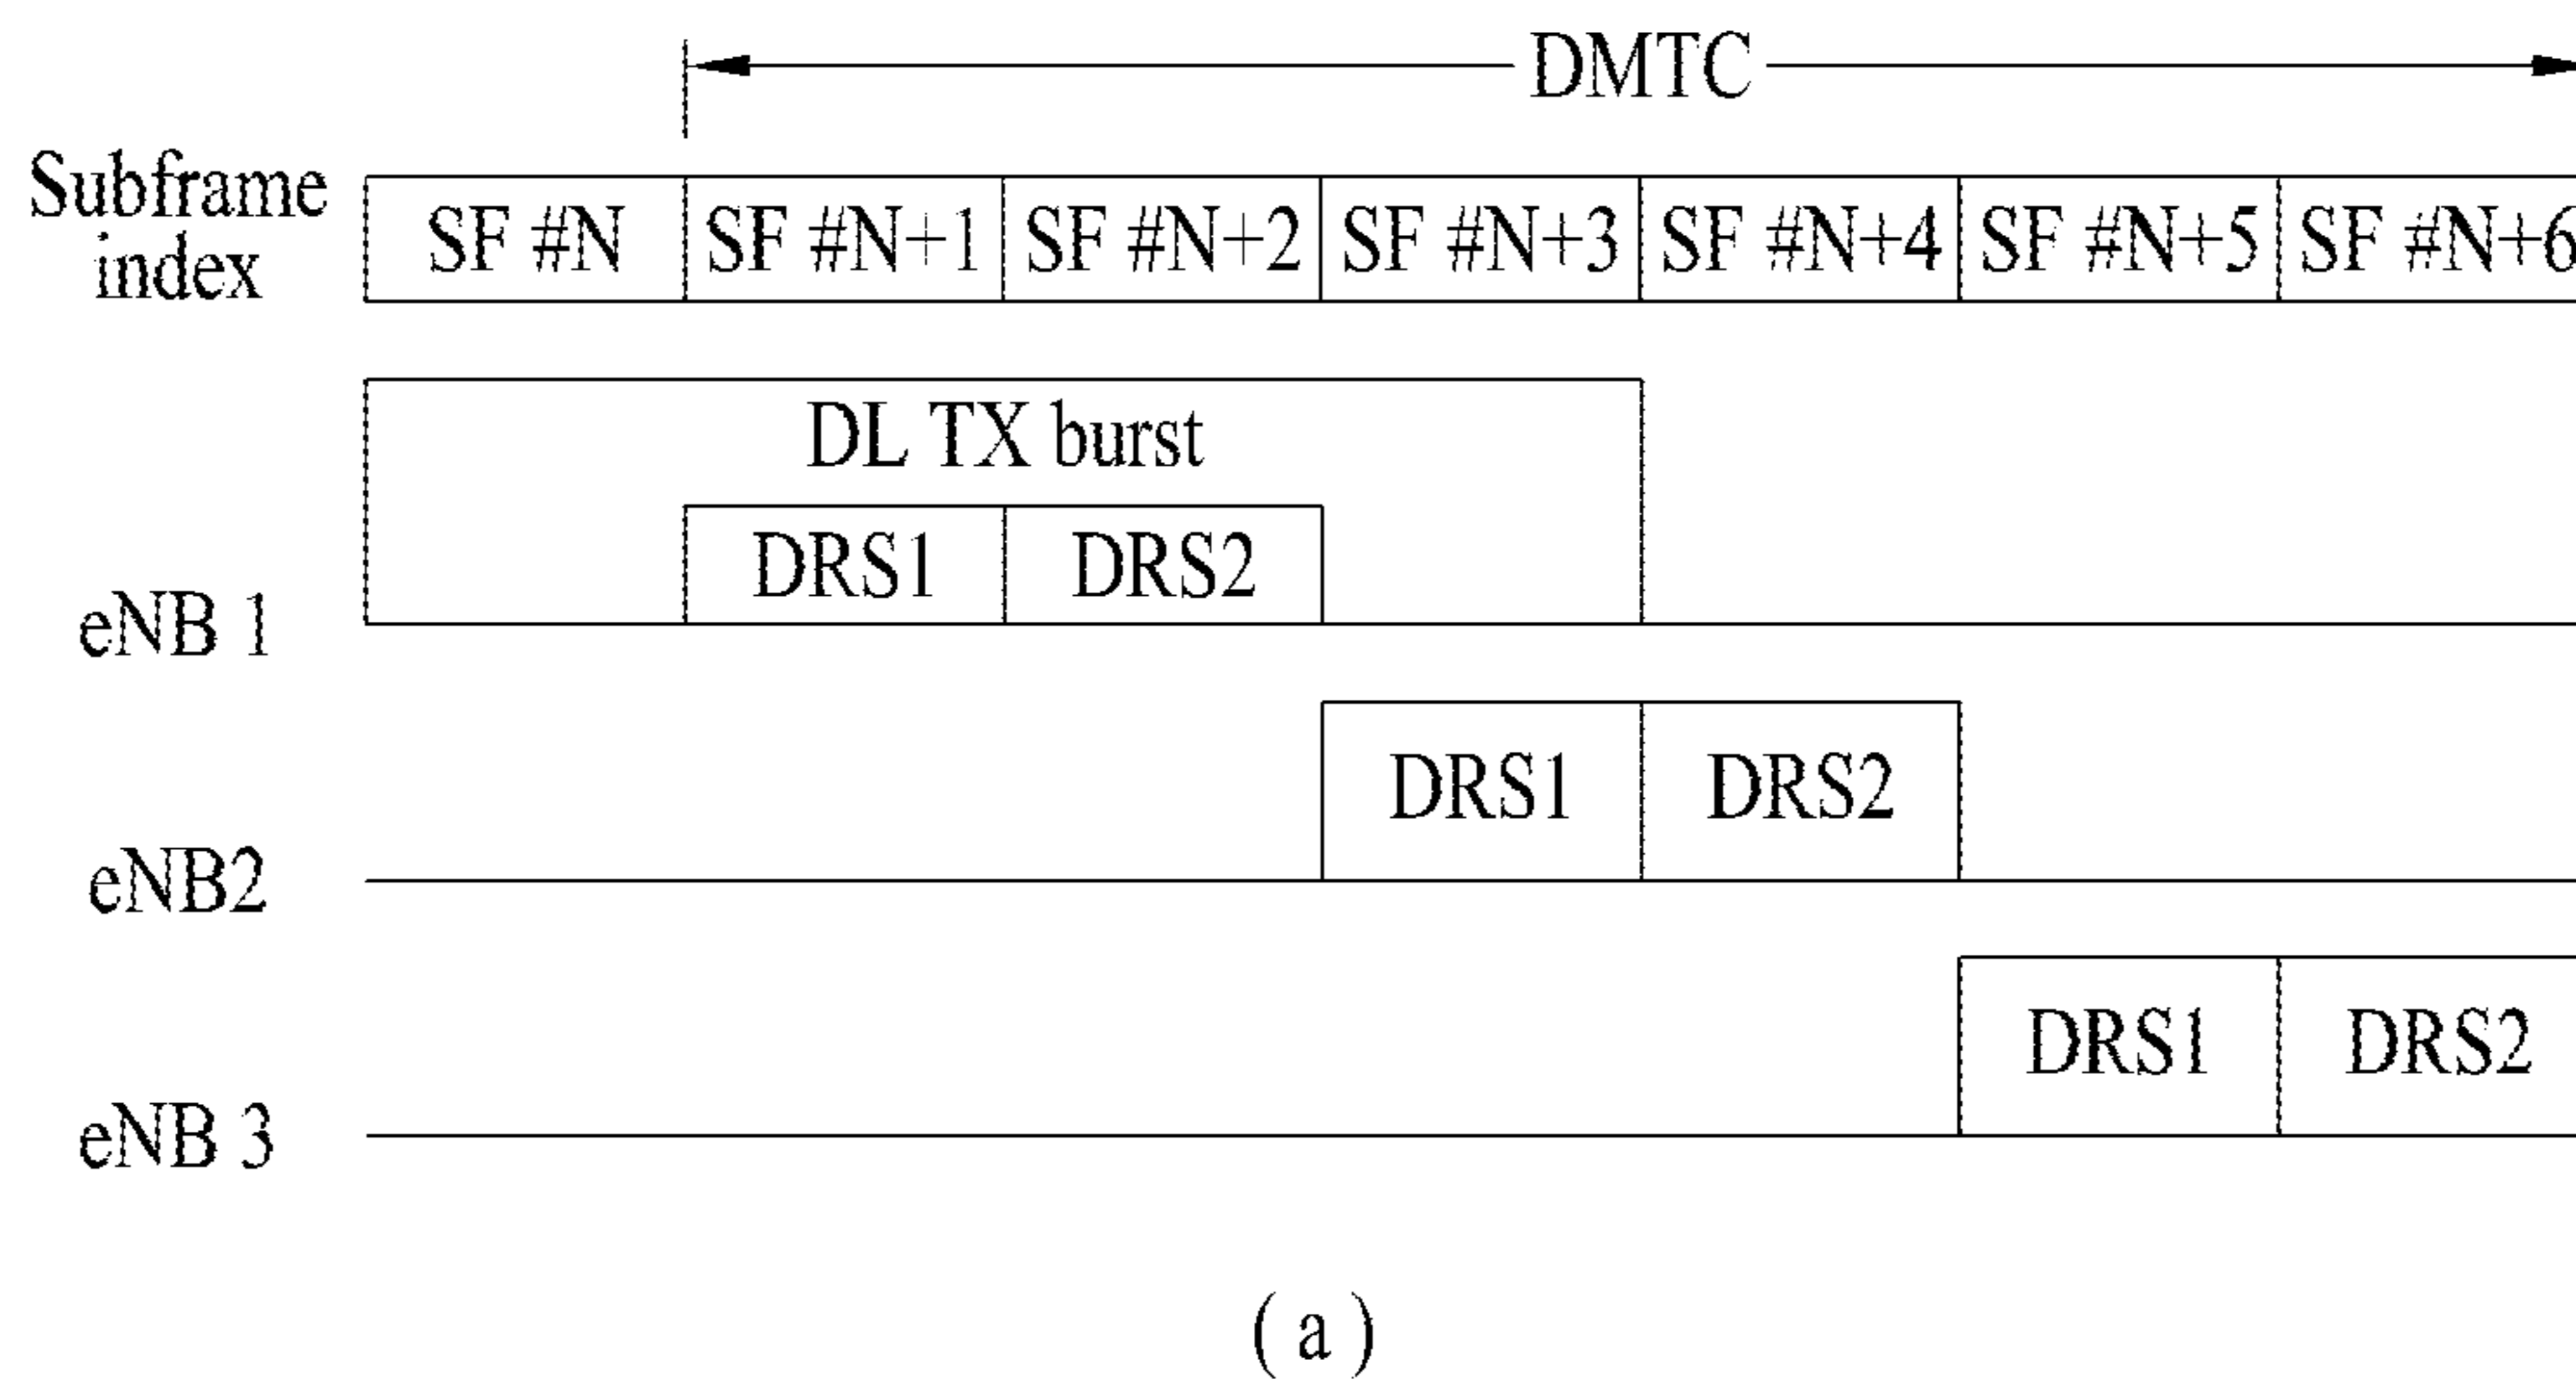 DMTC
Subframe
index
SF #N SF #N+1 SF #N+2 SF #N+3 SF #N+4 SF #N+5 SF #N+6
DL TX burst
DRS1 DRS2
eNB 1
DRS1 DRS2
eNB2
DRS1 DRS2
eNB 3
( a )